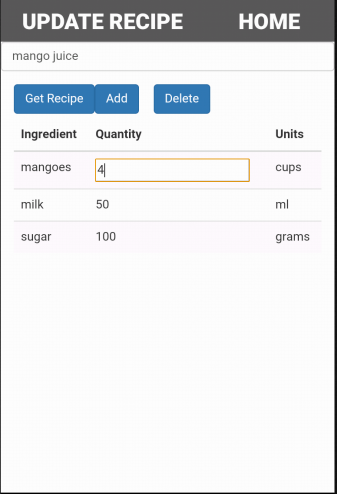 UPDATE RECIPE HOME
mango juice
Get Recipe Add Delete
Ingredient Quantity Units
mangoes 4 cups
milk 50 ml
sugar 100 grams